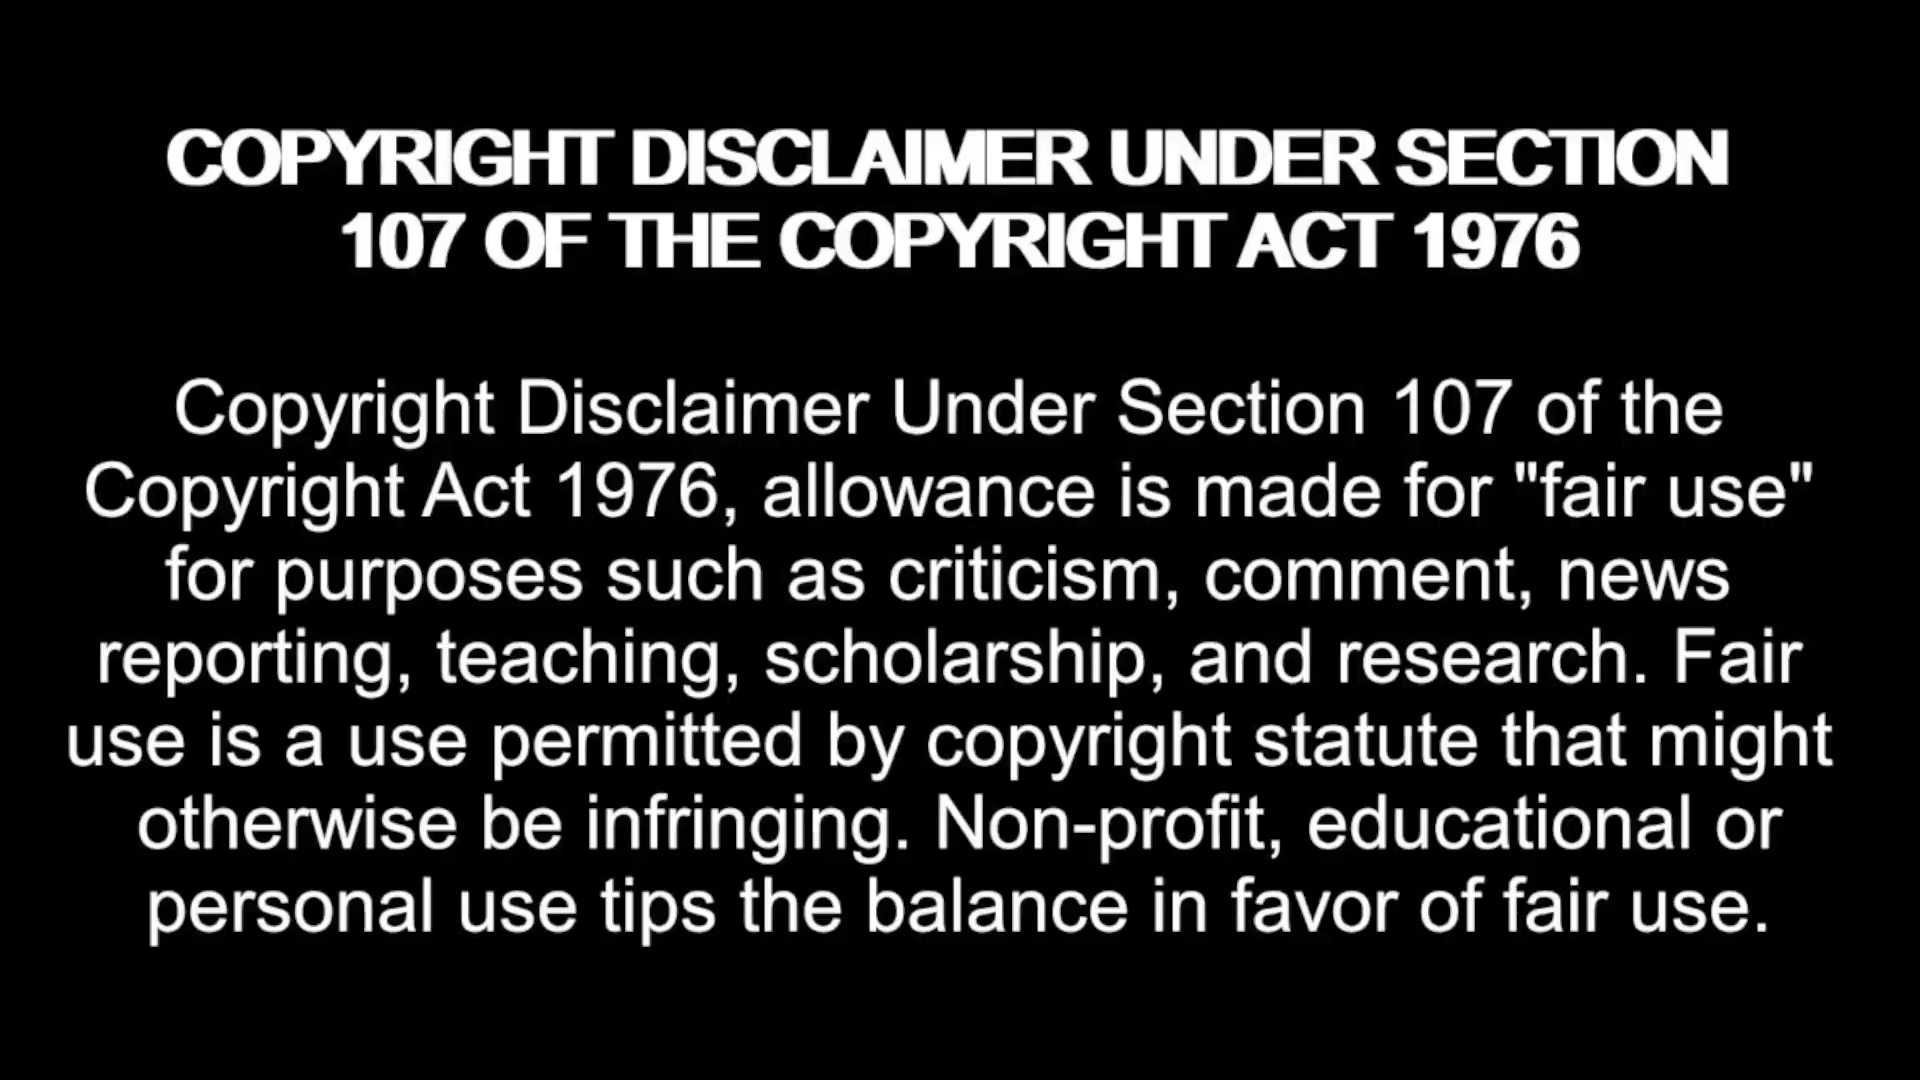 COPYRIGHT DISCLAIMER UNDER SECTION
107 OF THE COPYRIGHT ACT 1976
Copyright Disclaimer Under Section 107 of the
Copyright Act 1976, allowance is made for "fair use"
for purposes such as criticism, comment, news
reporting, teaching, scholarship, and research. Fair
use is a use permitted by copyright statute that might
otherwise be infringing. Non-profit, educational or
personal use tips the balance in favor of fair use.